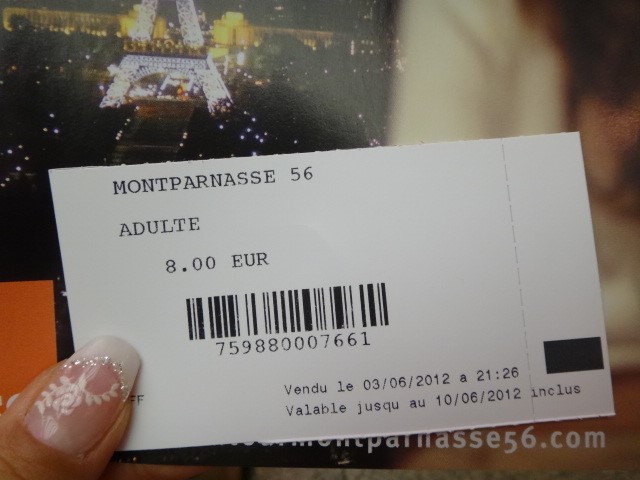 MONTPARNASSE 56
ADULTE
8.00 EUR
759880007661
Vendu le 03/06/2012 a 21:26
Valable jusqu au 10/06/2012 inclus
montparnasse56.com